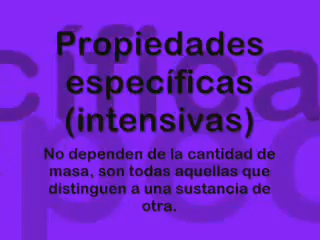 Propiedades
específicas
(intensivas)
No dependen de la cantidad de
masa, son todas aquellas que
distinguen a una sustancia de
otra.